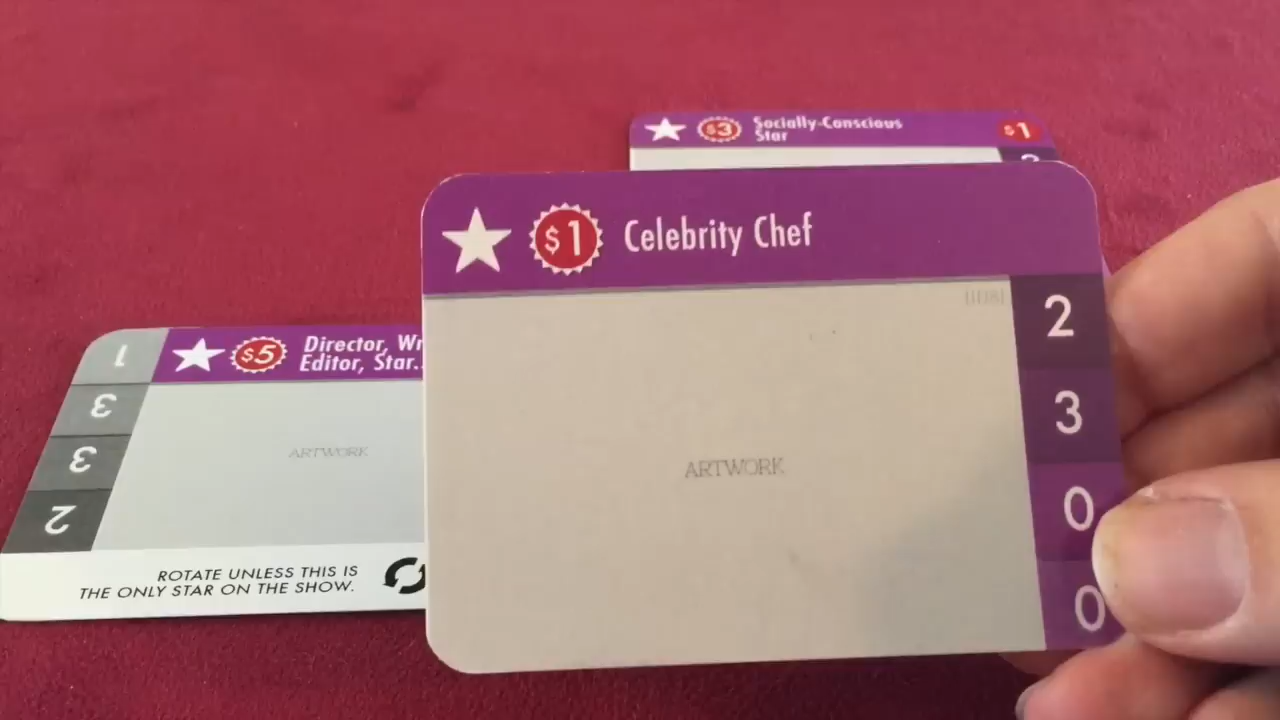 $3 Socially-Conscious
Star
$1
$1 Celebrity Chef
2
3
0
0
ARTWORK
$5 Director,
Editor, Star..
1
3
3
2
ARTWORK
ROTATE UNLESS THIS IS
THE ONLY STAR ON THE SHOW.